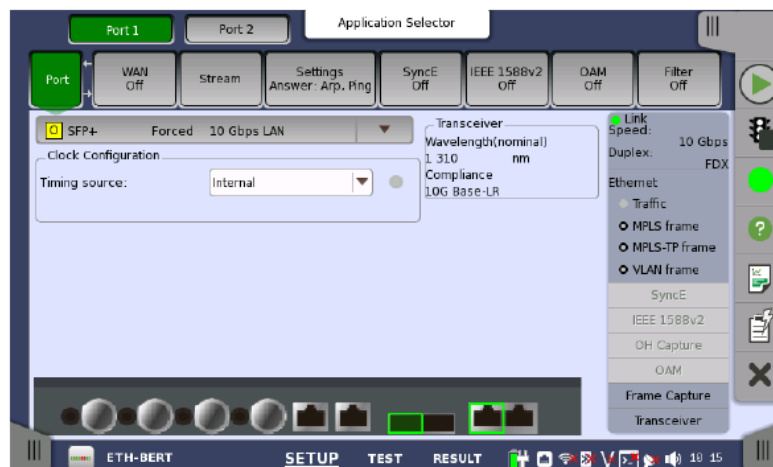 Port 1
Port 2
Application Selector
Port
WAN
Off
Stream
Settings
Answer: Arp, Ping
SyncE
Off
IEEE 1588v2
Off
OAM
Off
Filter
Off
SFP+ Forced 10 Gbps LAN
Clock Configuration
Timing source: Internal
Transceiver
Wavelength(nominal)
1 310 nm
Compliance
10G Base-LR
Link
Speed:
10 Gbps
Duplex:
FDX
Ethernet
Traffic
MPLS frame
MPLS-TP frame
VLAN frame
SyncE
IEEE 1588v2
OH Capture
OAM
Frame Capture
Transceiver
ETH-BERT
SETUP TEST RESULT